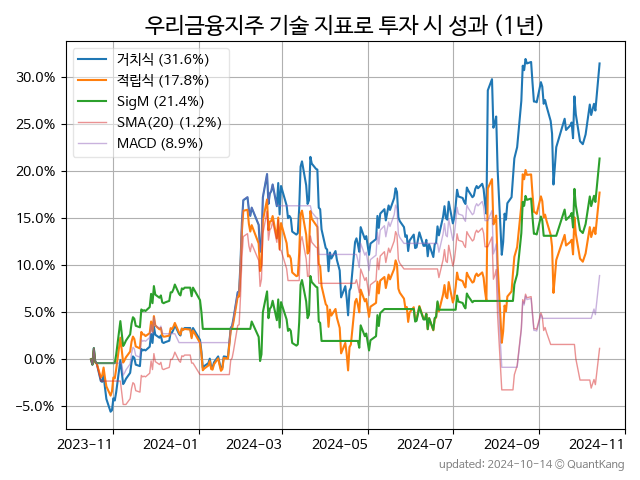 우리금융지주 기술 지표로 투자 시 성과 (1년)
거치식 (31.6%)
적립식 (17.8%)
SigM (21.4%)
SMA(20) (1.2%)
MACD (8.9%)
30.0%
25.0%
20.0%
15.0%
10.0%
5.0%
0.0%
−5.0%
2023-11 2024-01 2024-03 2024-05 2024-07 2024-09 2024-11
updated: 2024-10-14 © QuantKang